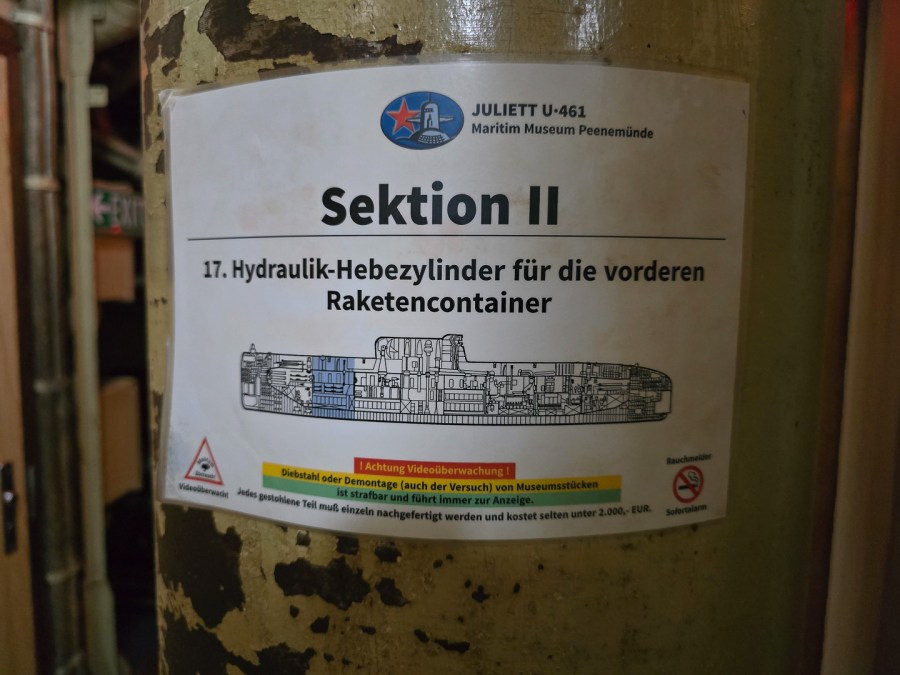 JULIETT U-461
Maritim Museum Peenemünde
Sektion II
17. Hydraulik-Hebezylinder für die vorderen
Raketencontainer
! Achtung Videoüberwachung !
Diebstahl oder Demontage (auch der Versuch) von Museumsstücken
ist strafbar und führt immer zur Anzeige.
Jedes gestohlene Teil muß einzeln nachgefertigt werden und kostet selten unter 2.000,- EUR.
Videoüberwacht
Rauchmelder
Sofortalarm
EXIT